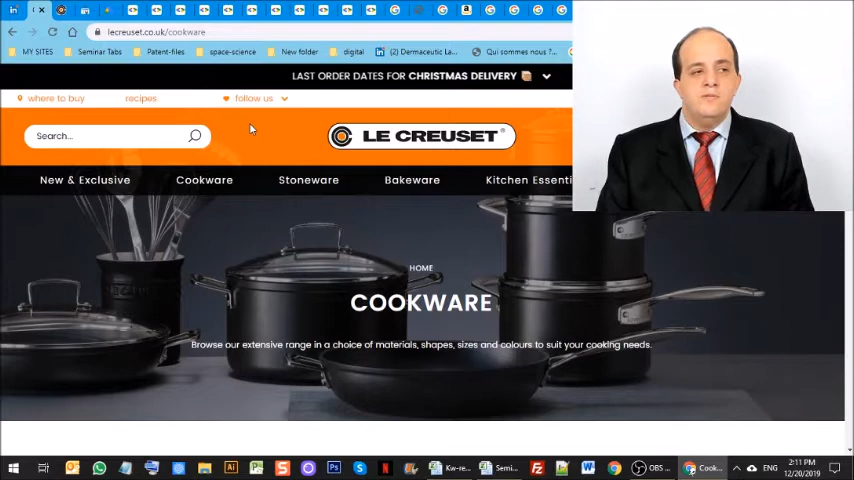 lecreuset.co.uk/cookware
MY SITES
Seminar Tabs
Patent-files
space-science
New folder
digital
(2) Dermaceutic La...
Qui sommes nous ?...
LAST ORDER DATES FOR CHRISTMAS DELIVERY
where to buy
recipes
follow us
Search...
LE CREUSET®
New & Exclusive
Cookware
Stoneware
Bakeware
Kitchen Essenti
HOME
COOKWARE
Browse our extensive range in a choice of materials, shapes, sizes and colours to suit your cooking needs.
Kw-re...
Semi...
OBS ...
Cook...
ENG
2:11 PM
12/20/2019